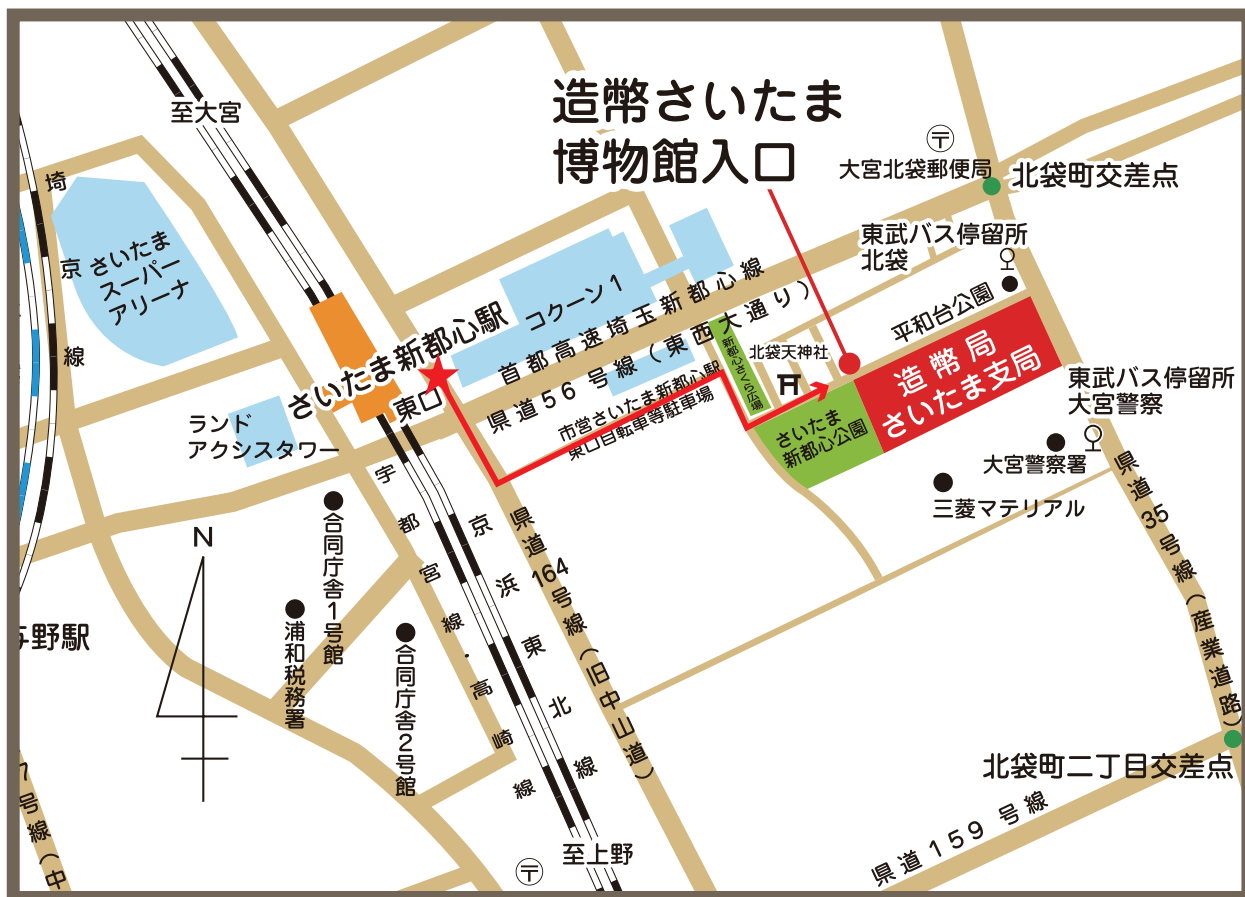 造幣さいたま
博物館入口
至大宮
大宮北袋郵便局
北袋町交差点
埼京線
さいたま
スーパー
アリーナ
東武バス停留所
北袋
コクーン1
首都高速埼玉新都心線
県道56号線(東西大通り)
さいたま新都心駅
東口
平和台公園
北袋天神社
新都心さくら広場
造幣局
さいたま支局
東武バス停留所
大宮警察
ランド
アクシスタワー
市営さいたま新都心駅
東口自転車等駐車場
さいたま
新都心公園
大宮警察署
三菱マテリアル
県道35号線(産業道路)
N
合同庁舎1号館
宇都宮線・高崎線
京浜東北線
県道164号線(旧中山道)
浦和税務署
合同庁舎2号館
野駅
北袋町二丁目交差点
号線(中
県道159号線
至上野